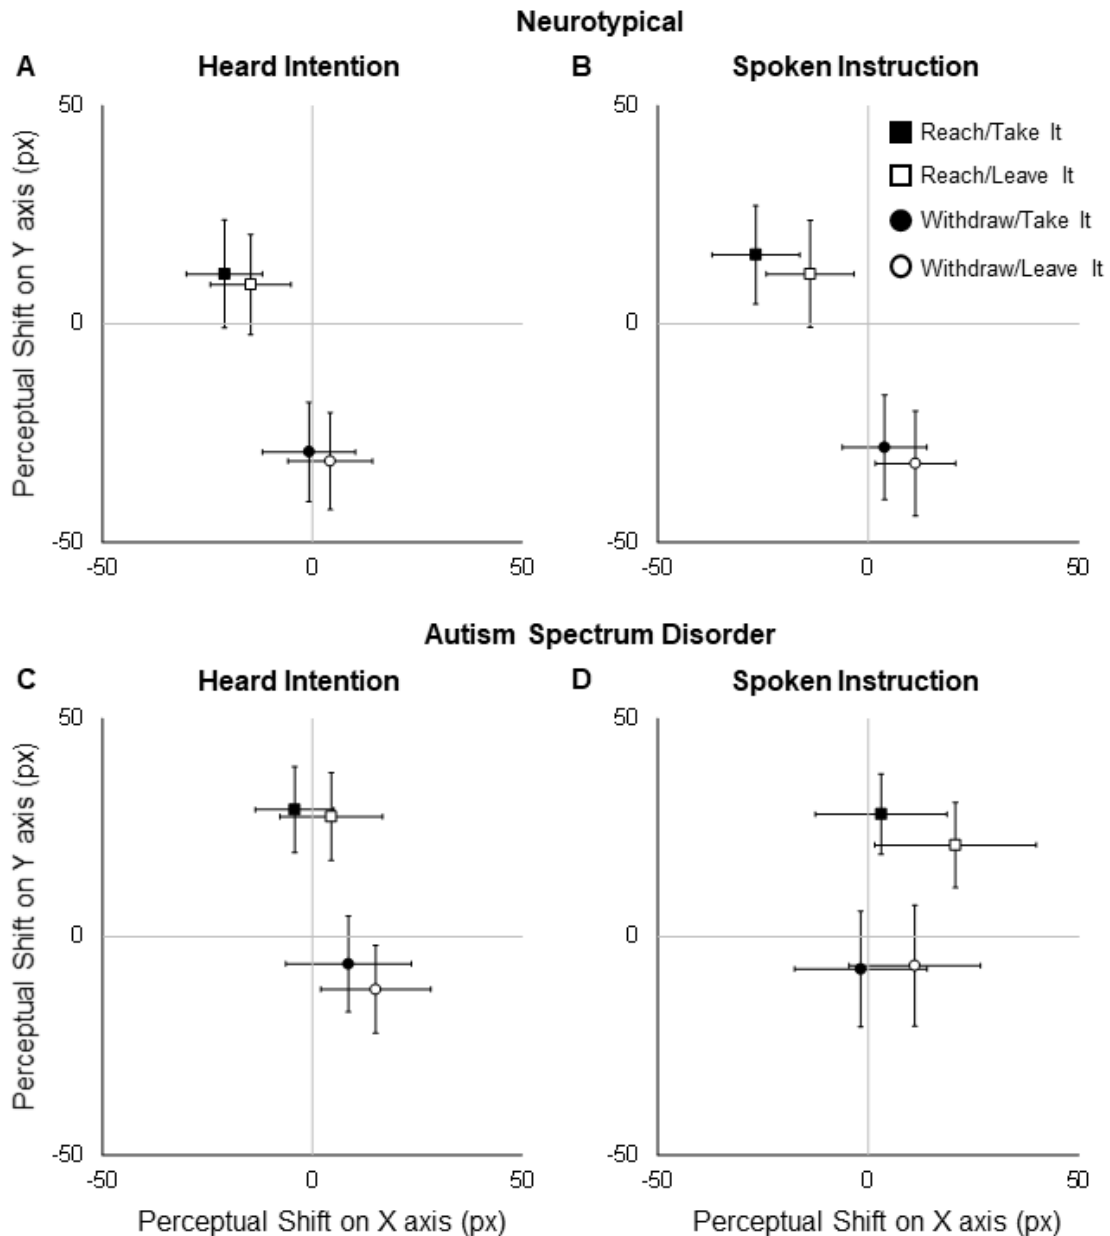 Neurotypical
A
Heard Intention
B
Spoken Instruction
Perceptual Shift on Y axis (px)
50
0
-50
-50
0
50
50
0
-50
-50
0
50
Reach/Take It
Reach/Leave It
Withdraw/Take It
Withdraw/Leave It
Autism Spectrum Disorder
C
Heard Intention
D
Spoken Instruction
Perceptual Shift on Y axis (px)
50
0
-50
-50
0
50
Perceptual Shift on X axis (px)
50
0
-50
-50
0
50
Perceptual Shift on X axis (px)